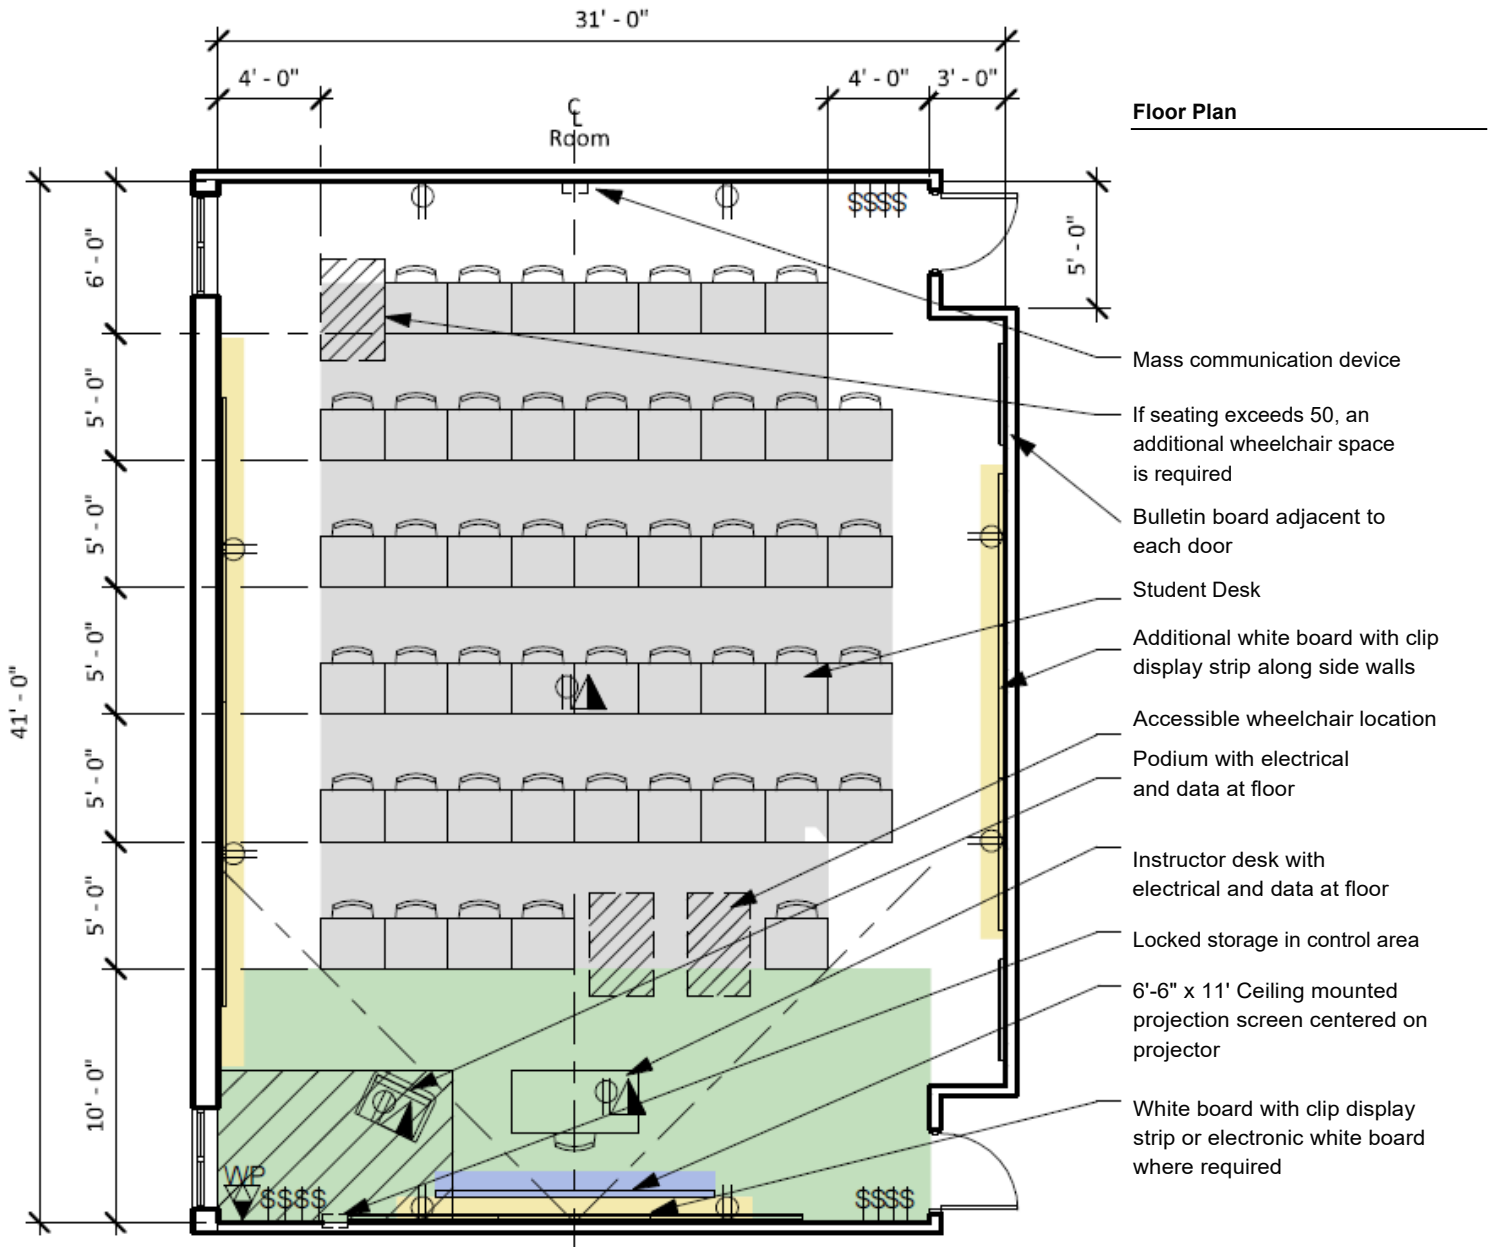 31' - 0"
4' - 0"
4' - 0"
3' - 0"
CL
Room
Floor Plan
6' - 0"
5' - 0"
5' - 0"
5' - 0"
5' - 0"
5' - 0"
5' - 0"
10' - 0"
41' - 0"
$$$$
Mass communication device
If seating exceeds 50, an
additional wheelchair space
is required
Bulletin board adjacent to
each door
Student Desk
Additional white board with clip
display strip along side walls
Accessible wheelchair location
Podium with electrical
and data at floor
Instructor desk with
electrical and data at floor
Locked storage in control area
6'-6" x 11' Ceiling mounted
projection screen centered on
projector
White board with clip display
strip or electronic white board
where required
WP
$$$$
$$$$